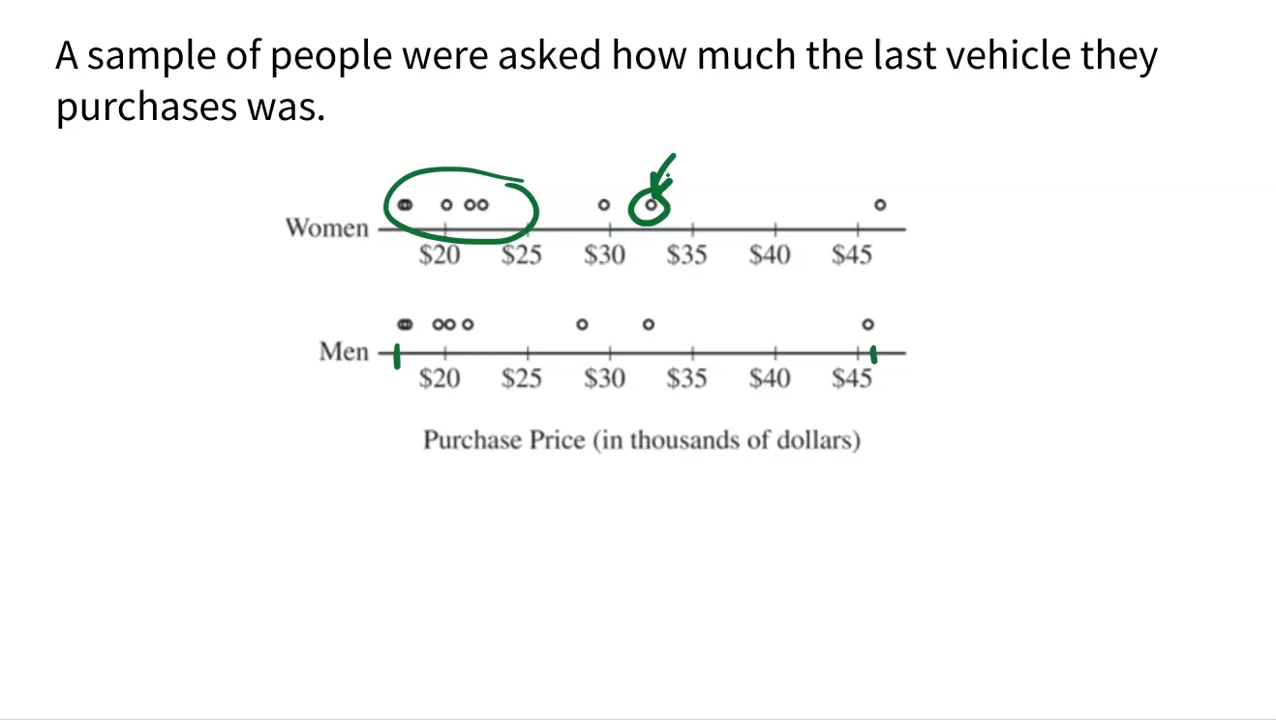 A sample of people were asked how much the last vehicle they
purchases was.
Women
$20 $25 $30 $35 $40 $45
Men
$20 $25 $30 $35 $40 $45
Purchase Price (in thousands of dollars)